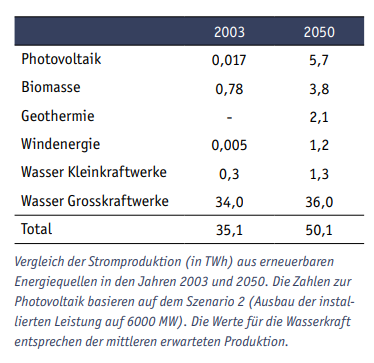 2003 2050
Photovoltaik 0,017 5,7
Biomasse 0,78 3,8
Geothermie - 2,1
Windenergie 0,005 1,2
Wasser Kleinkraftwerke 0,3 1,3
Wasser Grosskraftwerke 34,0 36,0
Total 35,1 50,1
Vergleich der Stromproduktion (in TWh) aus erneuerbaren
Energiequellen in den Jahren 2003 und 2050. Die Zahlen zur
Photovoltaik basieren auf dem Szenario 2 (Ausbau der instal-
lierten Leistung auf 6000 MW). Die Werte für die Wasserkraft
entsprechen der mittleren erwarteten Produktion.